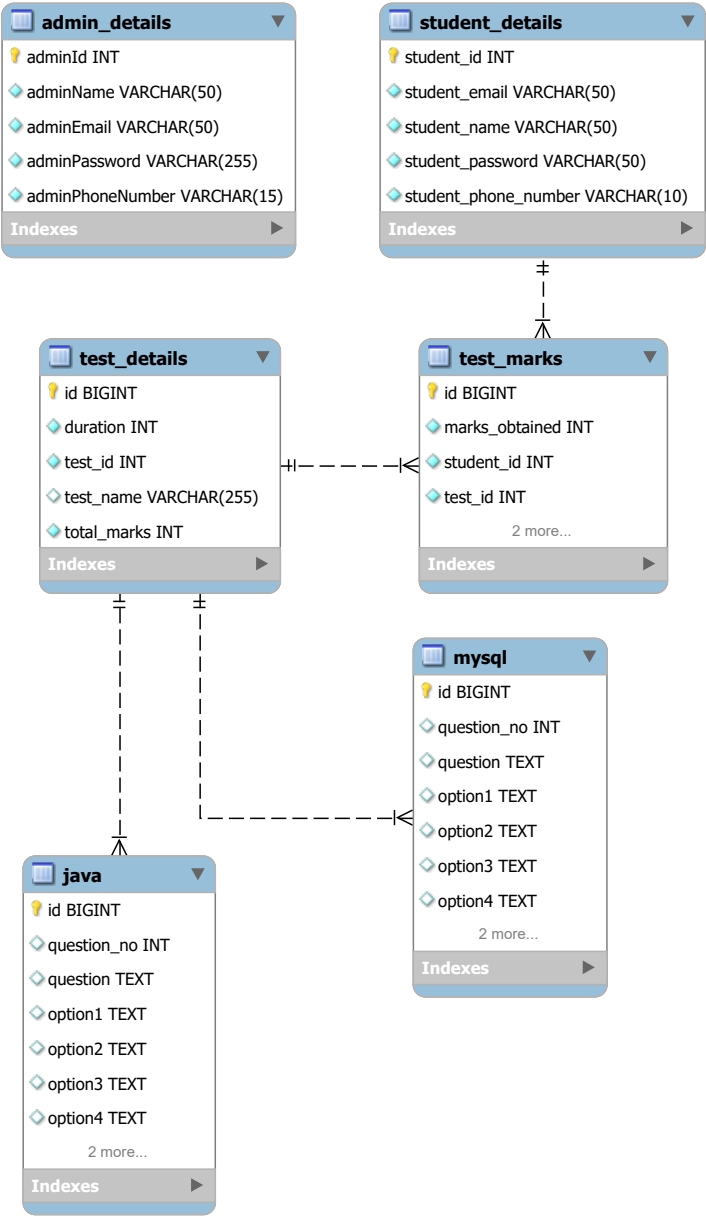 admin_details
adminId INT
adminName VARCHAR(50)
adminEmail VARCHAR(50)
adminPassword VARCHAR(255)
adminPhoneNumber VARCHAR(15)
Indexes
student_details
student_id INT
student_email VARCHAR(50)
student_name VARCHAR(50)
student_password VARCHAR(50)
student_phone_number VARCHAR(10)
Indexes
test_details
id BIGINT
duration INT
test_id INT
test_name VARCHAR(255)
total_marks INT
Indexes
test_marks
id BIGINT
marks_obtained INT
student_id INT
test_id INT
2 more...
Indexes
mysql
id BIGINT
question_no INT
question TEXT
option1 TEXT
option2 TEXT
option3 TEXT
option4 TEXT
2 more...
Indexes
java
id BIGINT
question_no INT
question TEXT
option1 TEXT
option2 TEXT
option3 TEXT
option4 TEXT
2 more...
Indexes